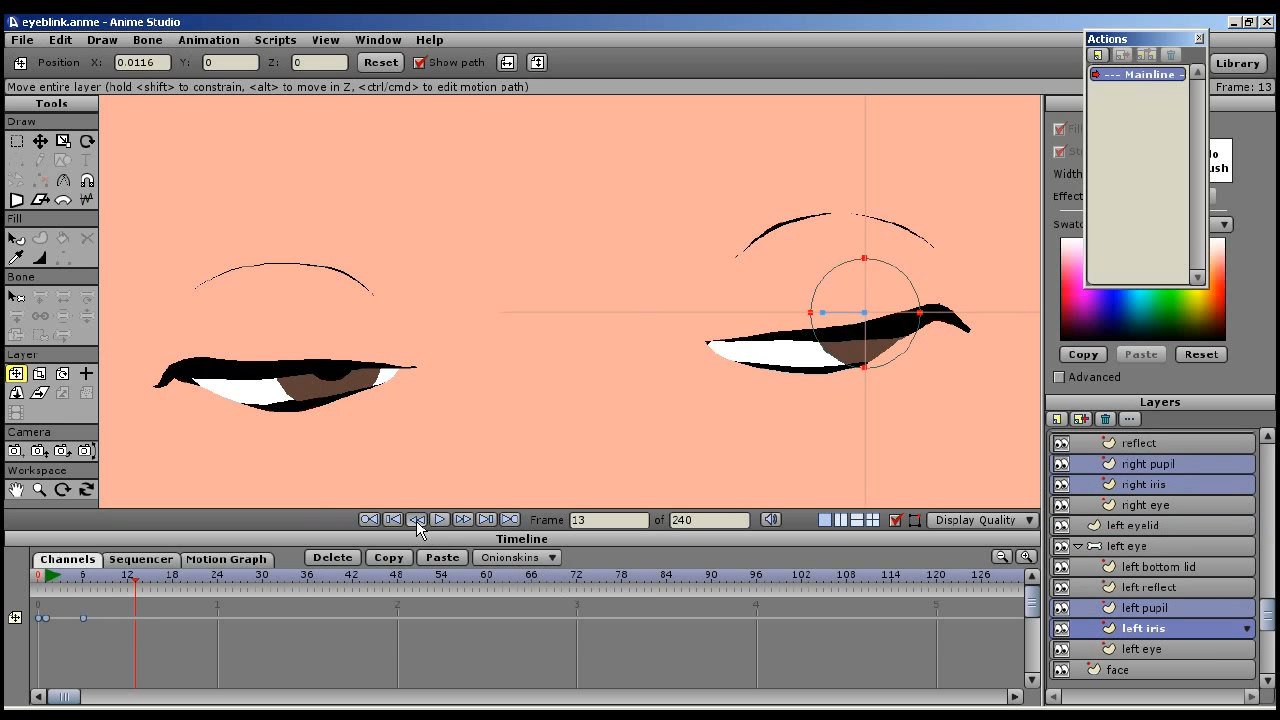 eyeblink.anme - Anime Studio
File Edit Draw Bone Animation Scripts View Window Help
Position X: 0.0116 Y: 0 Z: 0 Reset Show path
Actions
Library
Move entire layer (hold <shift> to constrain, <alt> to move in Z, <ctrl/cmd> to edit motion path)
--- Mainline -
Frame: 13
Tools
Draw
Fill
Bone
Layer
Camera
Workspace
Width
Effect
Swatc
Copy Paste Reset
Advanced
Layers
reflect
right pupil
right iris
right eye
left eyelid
left eye
left bottom lid
left reflect
left pupil
left iris
left eye
face
Frame 13 of 240 Display Quality
Timeline
Channels Sequencer Motion Graph Delete Copy Paste Onionskins
0 6 12 18 24 30 36 42 48 54 60 66 72 78 84 90 96 102 108 114 120 126
0 1 2 3 4 5